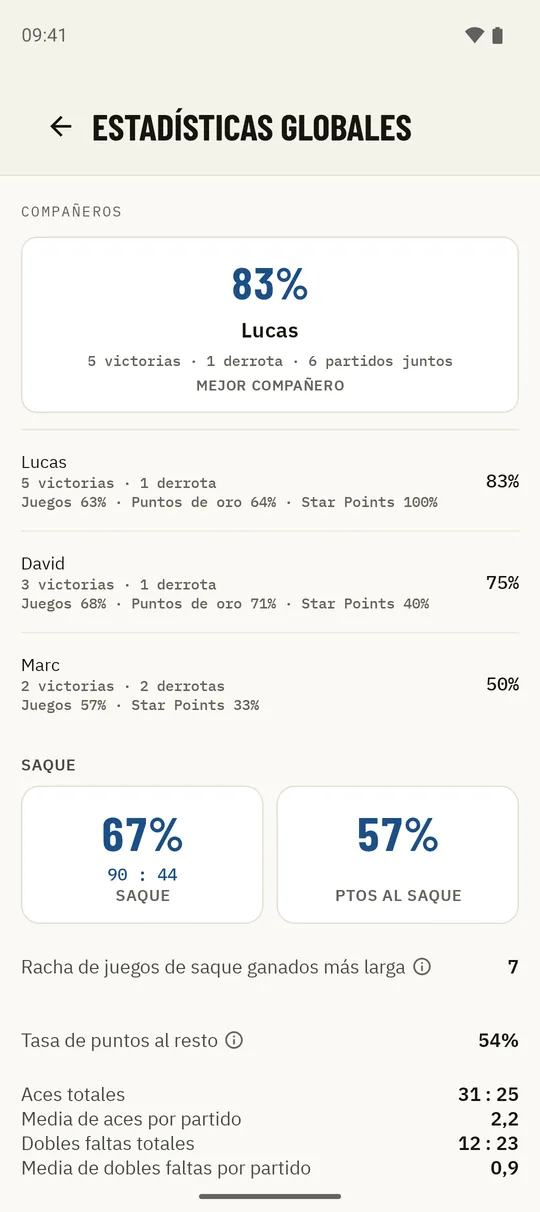 09:41
ESTADÍSTICAS GLOBALES
COMPAÑEROS
83%
Lucas
5 victorias · 1 derrota · 6 partidos juntos
MEJOR COMPAÑERO
Lucas
5 victorias · 1 derrota
Juegos 63% · Puntos de oro 64% · Star Points 100%
83%
David
3 victorias · 1 derrota
Juegos 68% · Puntos de oro 71% · Star Points 40%
75%
Marc
2 victorias · 2 derrotas
Juegos 57% · Star Points 33%
50%
SAQUE
67%
90 : 44
SAQUE
57%
PTOS AL SAQUE
Racha de juegos de saque ganados más larga 7
Tasa de puntos al resto 54%
Aces totales 31 : 25
Media de aces por partido 2,2
Dobles faltas totales 12 : 23
Media de dobles faltas por partido 0,9